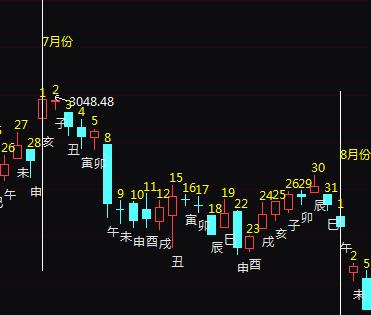 7月份
8月份
3048.48
26 27 28 1 2 3 4 5 8 9 10 11 12 15 16 17 18 19 22 23 24 25 26 29 30 31 1 2 5
巳 午 未 申 亥 子 丑 寅 卯 午 未 申 酉 戌 丑 寅 卯 辰 巳 申 酉 戌 亥 子 卯 辰 巳 午 未